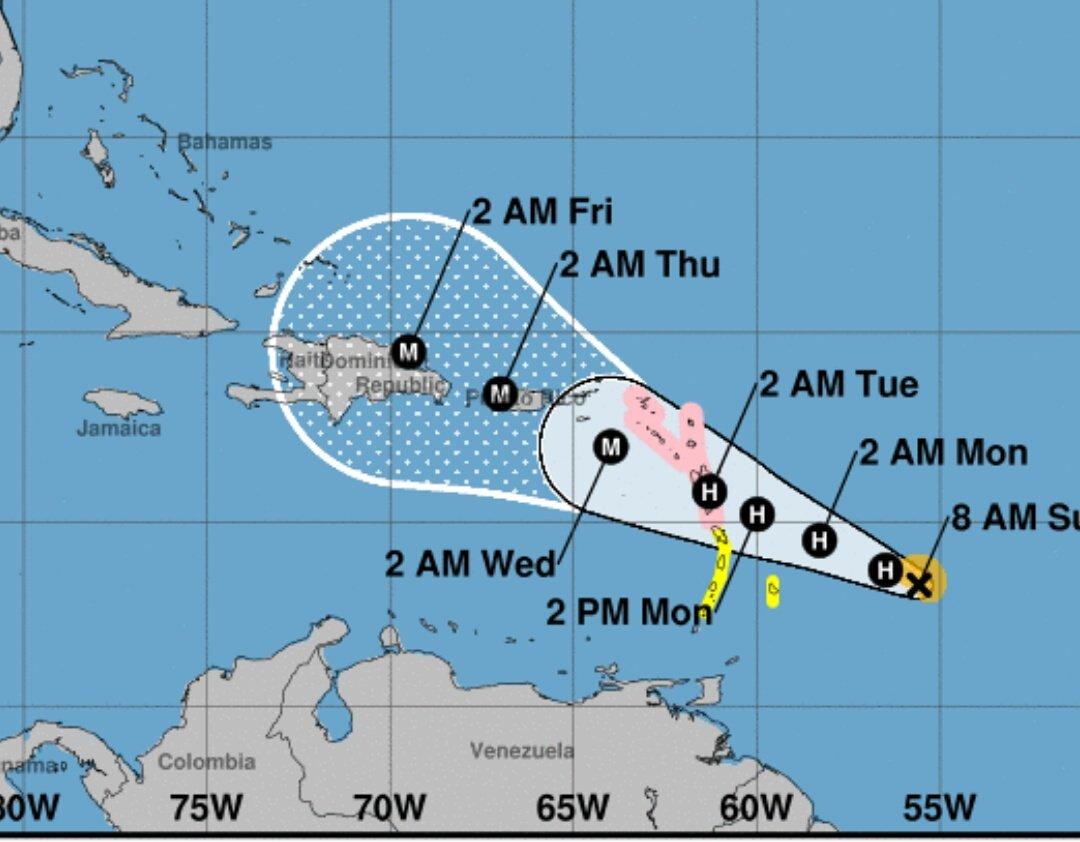 Bahamas
2 AM Fri
ba
2 AM Thu
Haiti
Dominican
Republic
2 AM Tue
Jamaica
Puerto Rico
M
M
2 AM Mon
M
H
8 AM Su
H
H
H
2 AM Wed
2 PM Mon
Venezuela
Colombia
nama
80W 75W 70W 65W 60W 55W